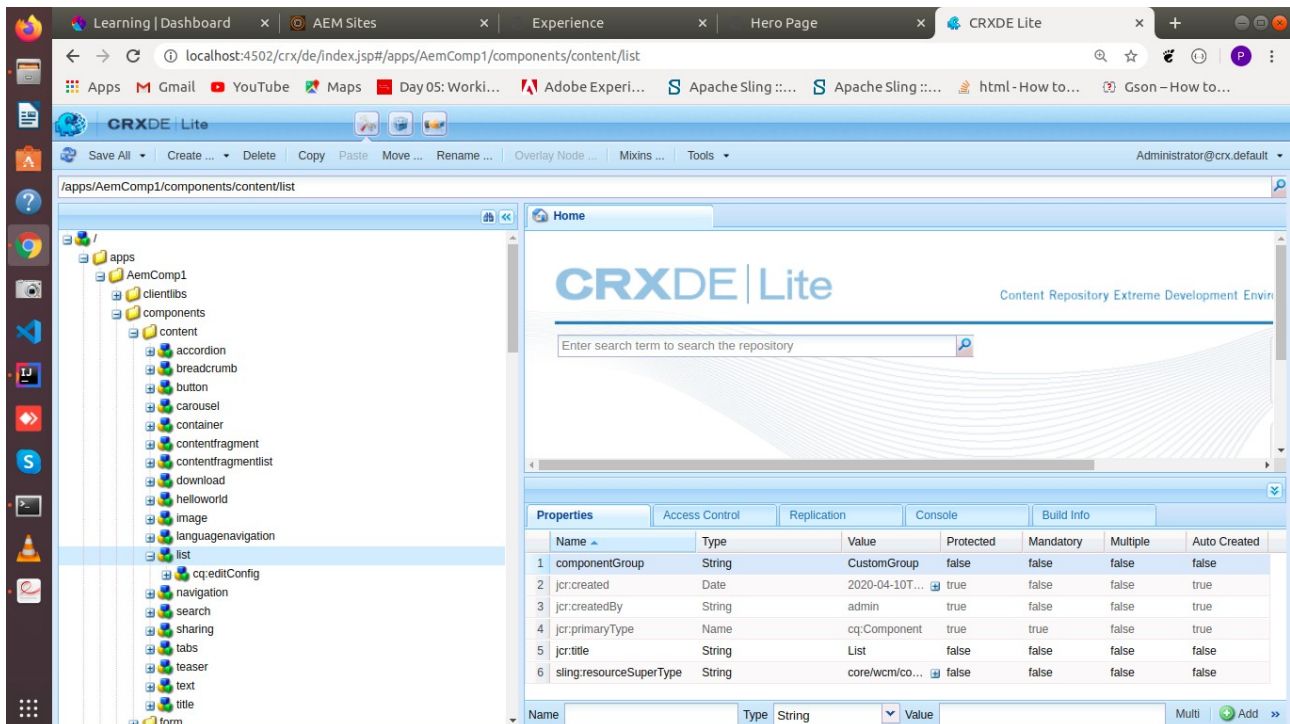 Learning | Dashboard
AEM Sites
Experience
Hero Page
CRXDE Lite
localhost:4502/crx/de/index.jsp#/apps/AemComp1/components/content/list
P
Apps
Gmail
YouTube
Maps
Day 05: Worki...
Adobe Experi...
Apache Sling ::...
Apache Sling ::...
html - How to...
Gson – How to...
CRXDE | Lite
Save All
Create ...
Delete
Copy
Paste
Move ...
Rename ...
Overlay Node ...
Mixins ...
Tools
Administrator@crx.default
/apps/AemComp1/components/content/list
/
apps
AemComp1
clientlibs
components
content
accordion
breadcrumb
button
carousel
container
contentfragment
contentfragmentlist
download
helloworld
image
languagenavigation
list
cq:editConfig
navigation
search
sharing
tabs
teaser
text
title
form
Home
CRXDE | Lite
Content Repository Extreme Development Enviro
Enter search term to search the repository
Properties
Access Control
Replication
Console
Build Info
Name Type Value Protected Mandatory Multiple Auto Created
1 componentGroup String CustomGroup false false false false
2 jcr:created Date 2020-04-10T... true false false true
3 jcr:createdBy String admin true false false true
4 jcr:primaryType Name cq:Component true true false true
5 jcr:title String List false false false false
6 sling:resourceSuperType String core/wcm/co... false false false false
Name
Type String
Value
Multi
Add
»